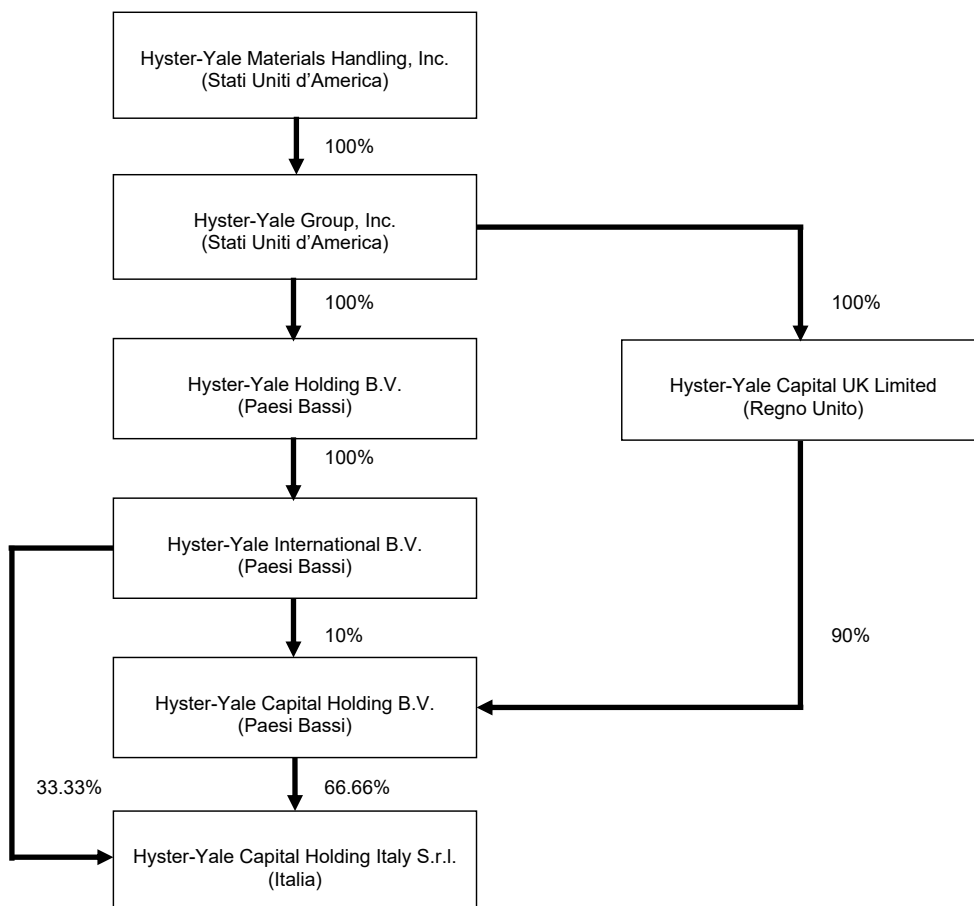 Hyster-Yale Materials Handling, Inc.
(Stati Uniti d’America)
100%
Hyster-Yale Group, Inc.
(Stati Uniti d’America)
100%
100%
Hyster-Yale Holding B.V.
(Paesi Bassi)
Hyster-Yale Capital UK Limited
(Regno Unito)
100%
Hyster-Yale International B.V.
(Paesi Bassi)
10%
90%
Hyster-Yale Capital Holding B.V.
(Paesi Bassi)
33.33%
66.66%
Hyster-Yale Capital Holding Italy S.r.l.
(Italia)